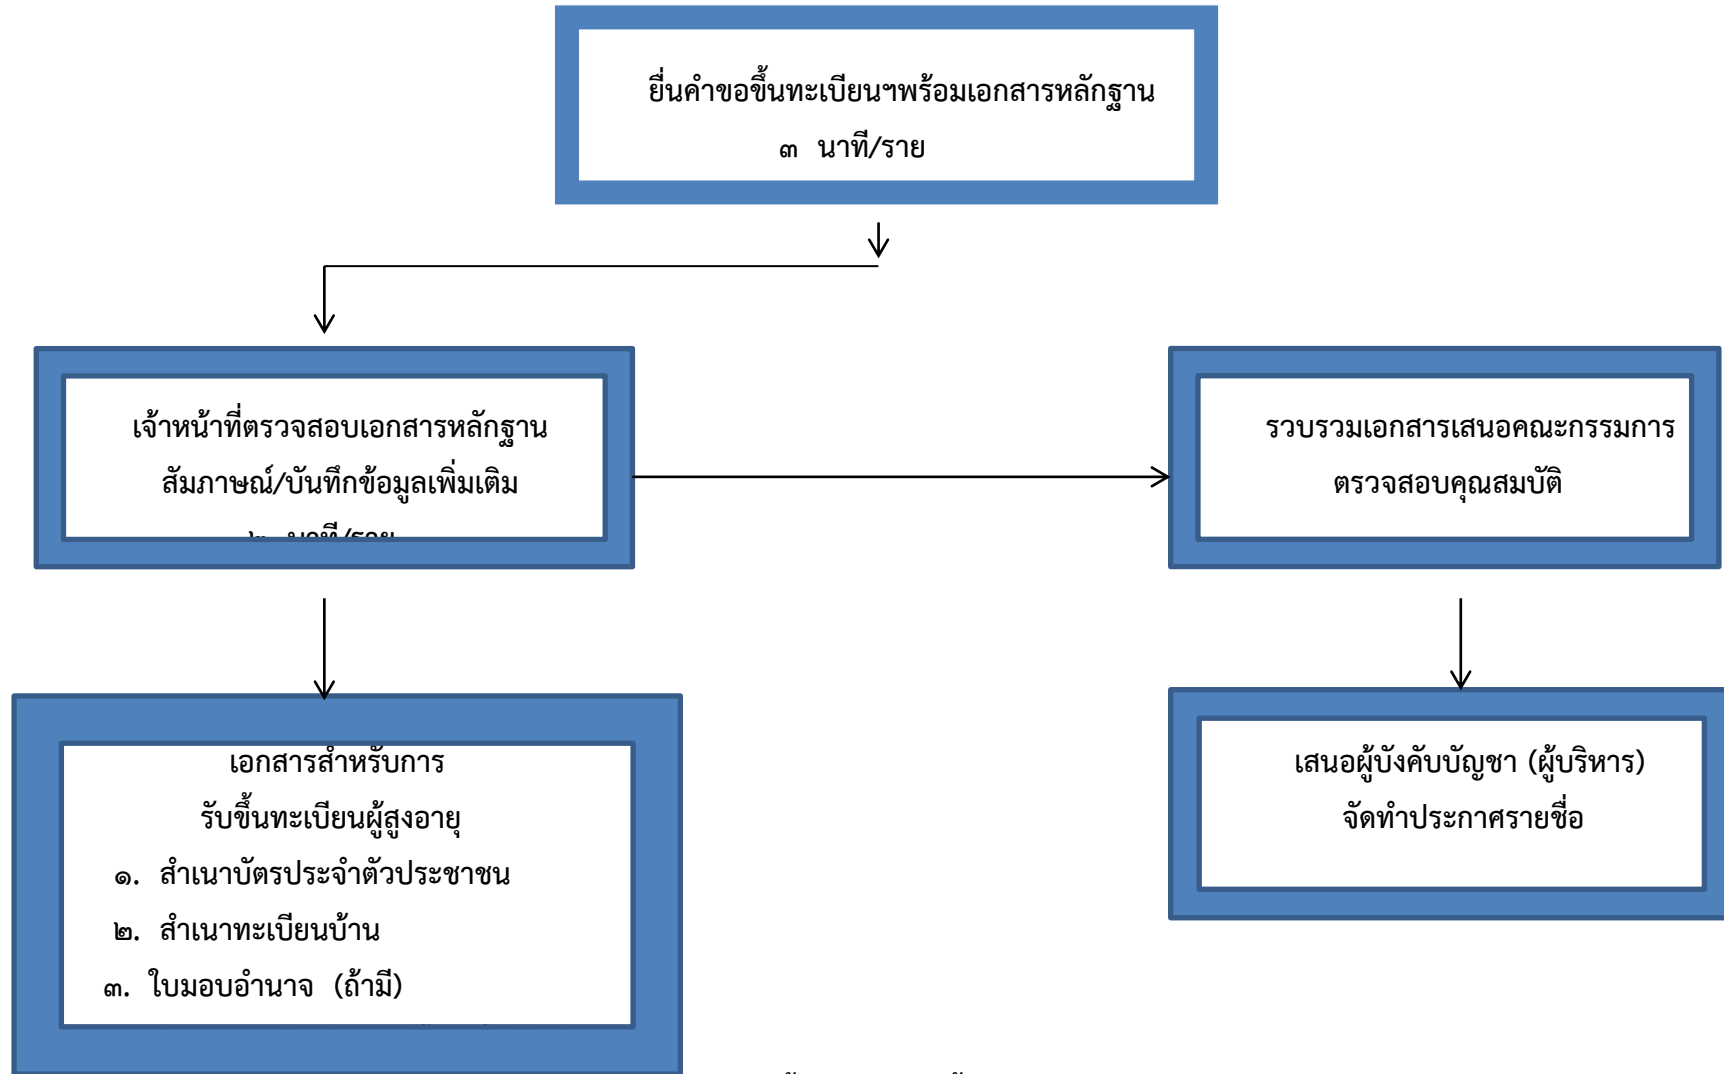 ยื่นคำขอขึ้นทะเบียนฯพร้อมเอกสารหลักฐาน
๓ นาที/ราย
เจ้าหน้าที่ตรวจสอบเอกสารหลักฐาน
สัมภาษณ์/บันทึกข้อมูลเพิ่มเติม
นาที/ราย
รวบรวมเอกสารเสนอคณะกรรมการ
ตรวจสอบคุณสมบัติ
เอกสารสำหรับการ
รับขึ้นทะเบียนผู้สูงอายุ
๑. สำเนาบัตรประจำตัวประชาชน
๒. สำเนาทะเบียนบ้าน
๓. ใบมอบอำนาจ (ถ้ามี)
เสนอผู้บังคับบัญชา (ผู้บริหาร)
จัดทำประกาศรายชื่อ